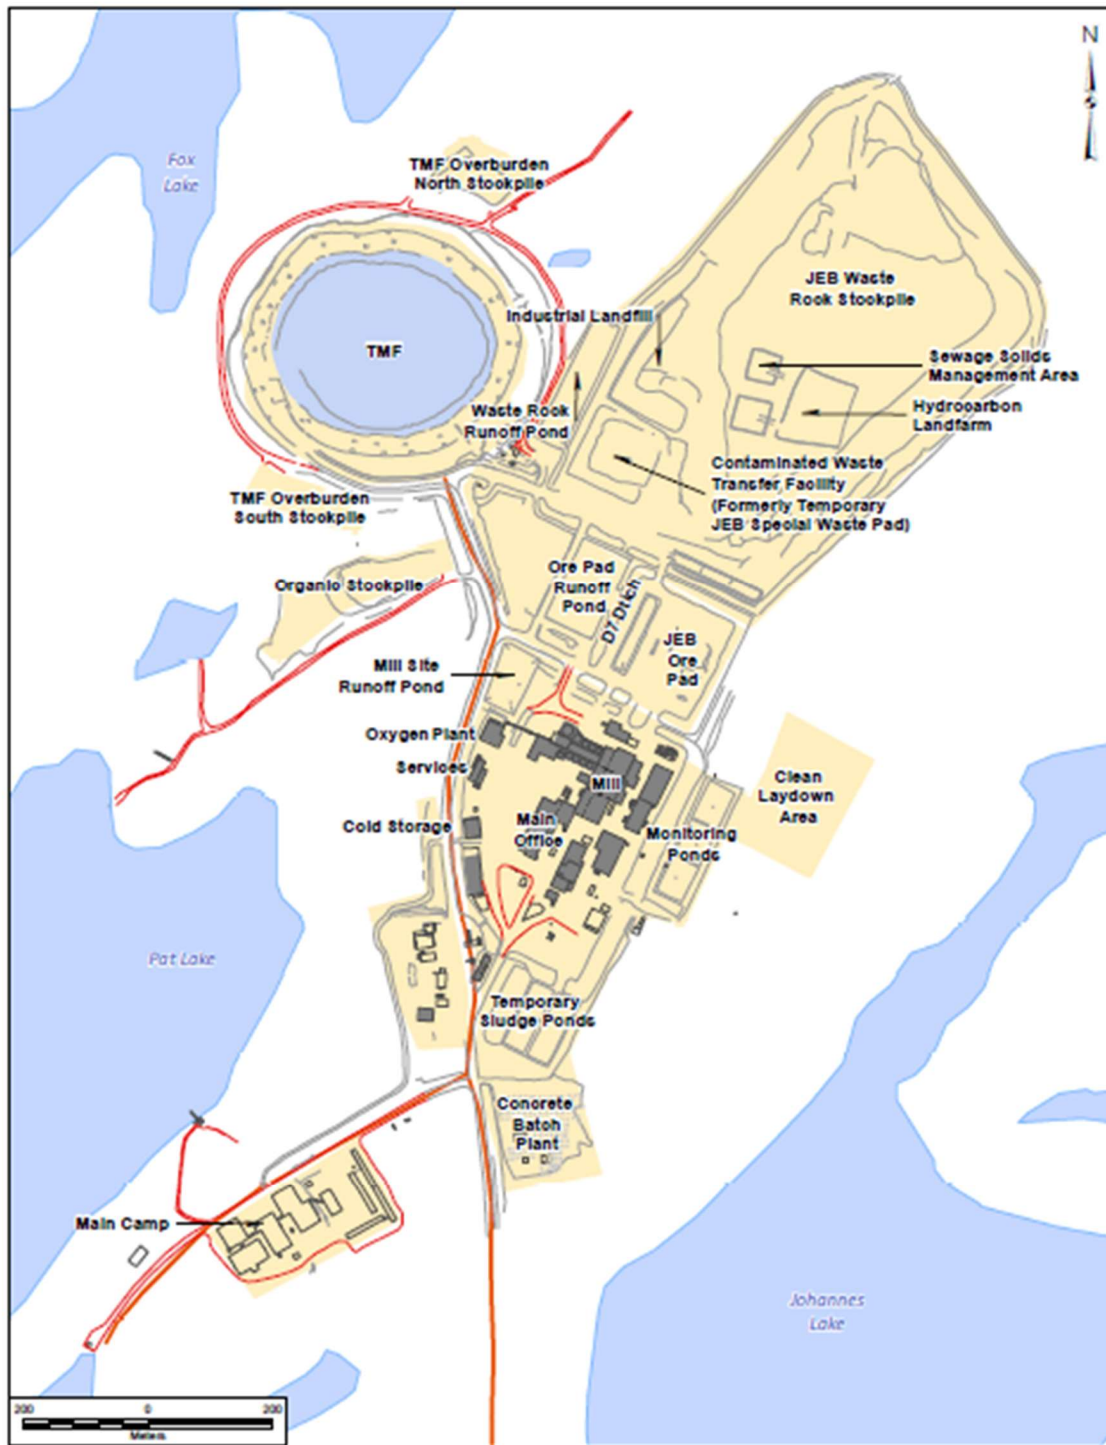 N
Fox
Lake
TMF Overburden
North Stockpile
JEB Waste
Rock Stockpile
Industrial Landfill
TMF
Sewage Solids
Management Area
Waste Rock
Runoff Pond
Hydrocarbon
Landfarm
Contaminated Waste
Transfer Facility
(Formerly Temporary
JEB Special Waste Pad)
TMF Overburden
South Stockpile
Organic Stockpile
Ore Pad
Runoff
Pond
D7 Ditch
JEB
Ore
Pad
Mill Site
Runoff Pond
Oxygen Plant
Services
Mill
Clean
Laydown
Area
Cold Storage
Main
Office
Monitoring
Ponds
Pat Lake
Temporary
Sludge Ponds
Concrete
Batch
Plant
Main Camp
Johannes
Lake
200 0 200
Meters